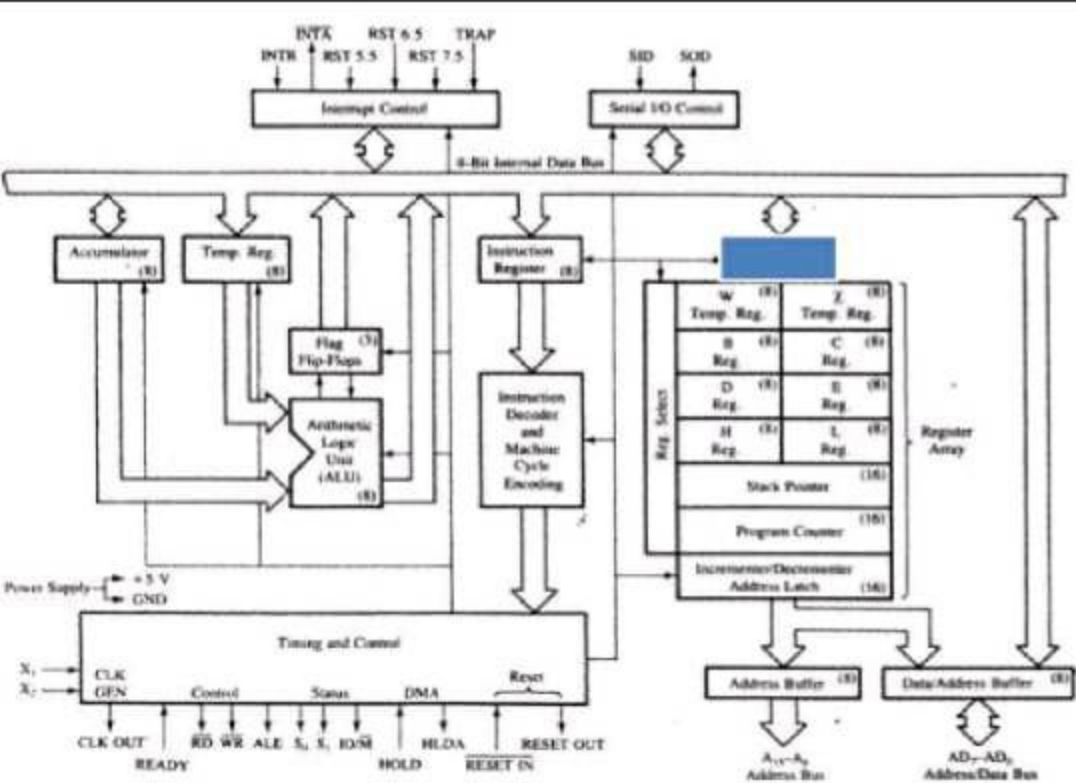 INTA
RST 6.5
TRAP
INTR
RST 5.5
RST 7.5
SID
SOD
Interrupt Control
Serial I/O Control
8-Bit Internal Data Bus
Accumulator
(8)
Temp. Reg.
(8)
Instruction
Register (8)
Flag (5)
Flip-Flops
Arithmetic
Logic
Unit
(ALU)
(8)
Instruction
Decoder
and
Machine
Cycle
Encoding
Reg. Select
W (8)
Temp. Reg.
Z (8)
Temp. Reg.
B (8)
Reg.
C (8)
Reg.
D (8)
Reg.
E (8)
Reg.
H (8)
Reg.
L (8)
Reg.
Stack Pointer (16)
Program Counter (16)
Incrementer/Decrementer
Address Latch (16)
Register
Array
Power Supply
+5 V
GND
Timing and Control
X₁
X₂
CLK
GEN
Control
Status
DMA
Reset
CLK OUT
READY
RD
WR
ALE
S₀
S₁
IO/M
HOLD
HLDA
RESET IN
RESET OUT
Address Buffer (8)
Data/Address Buffer (8)
A₁₅–A₈
Address Bus
AD₇–AD₀
Address/Data Bus